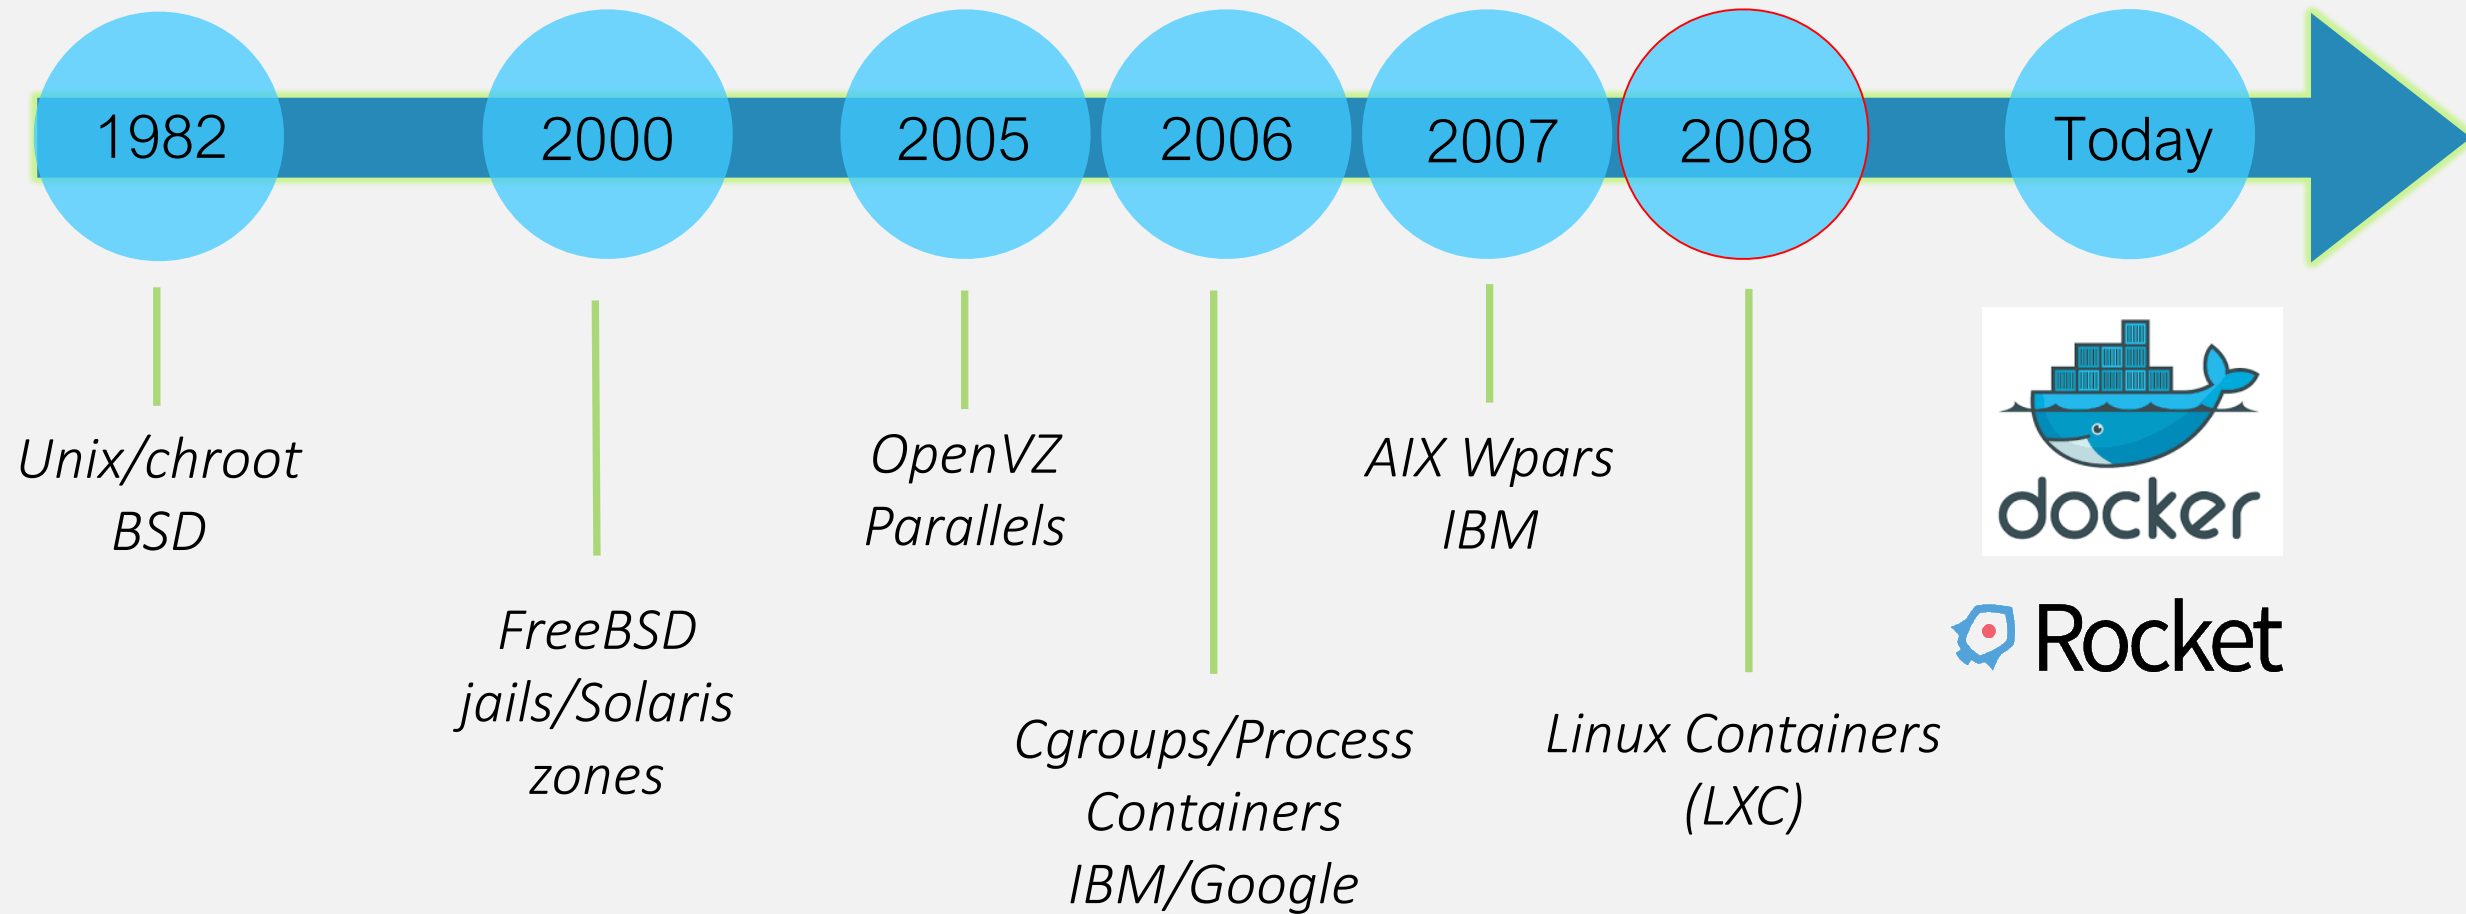 1982
2000
2005
2006
2007
2008
Today
Unix/chroot
BSD
FreeBSD
jails/Solaris
zones
OpenVZ
Parallels
Cgroups/Process
Containers
IBM/Google
AIX Wpars
IBM
Linux Containers
(LXC)
docker
Rocket